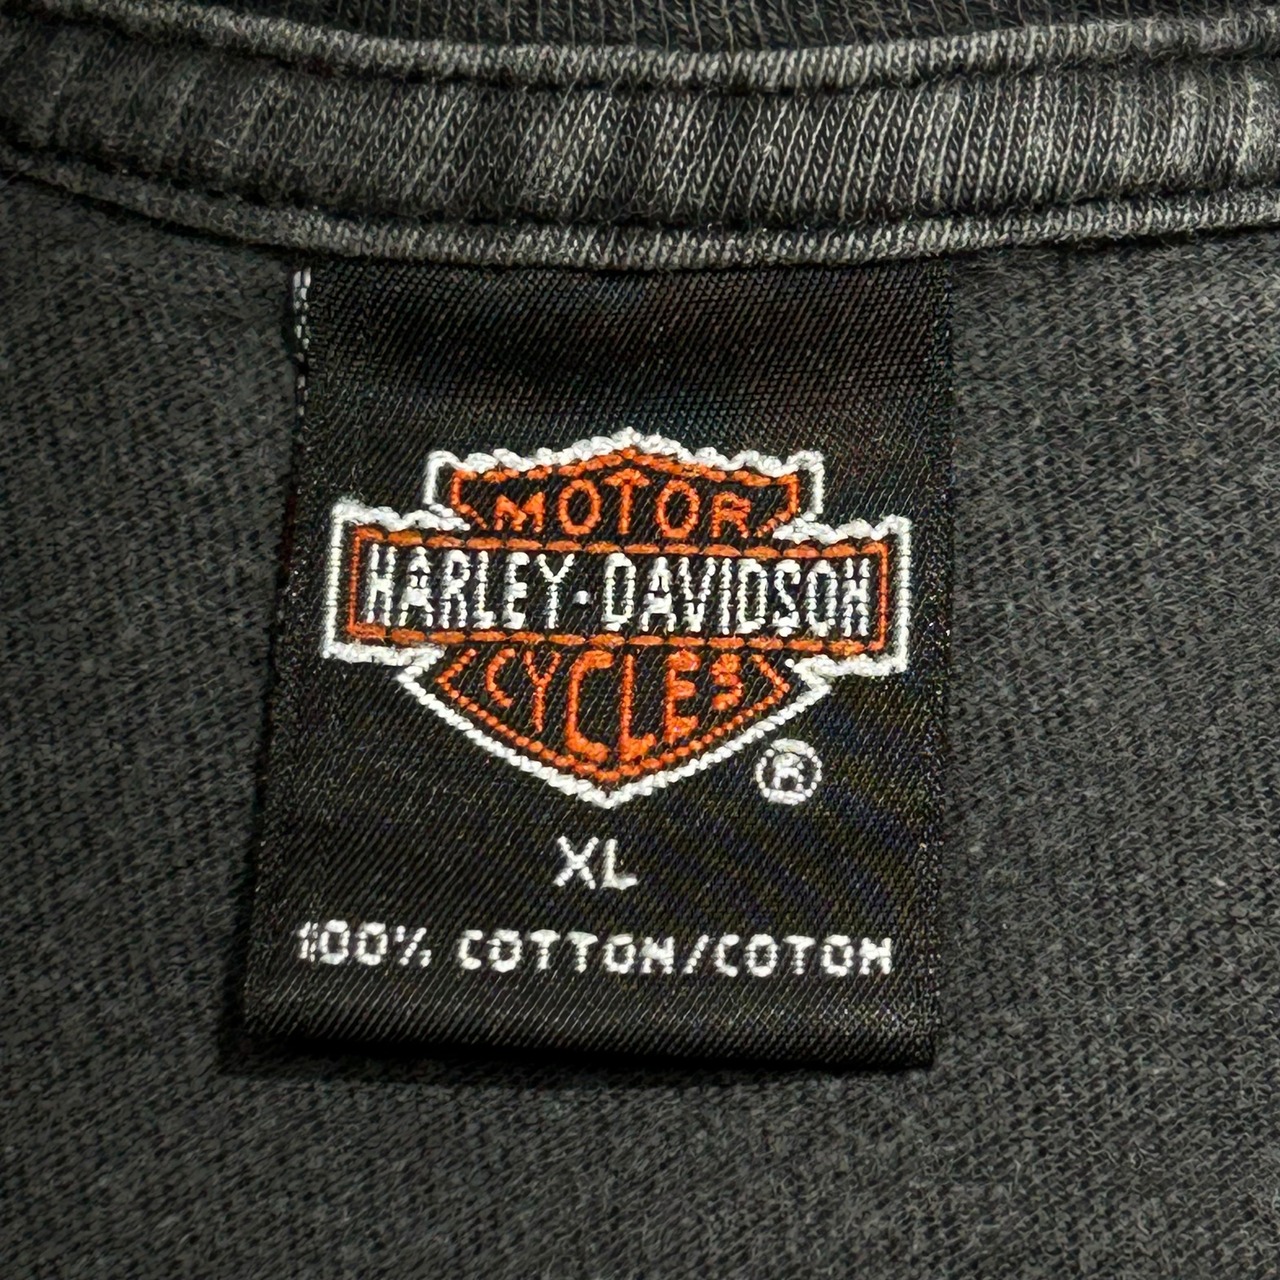 MOTOR
HARLEY-DAVIDSON
CYCLES
®
XL
100% COTTON/COTON